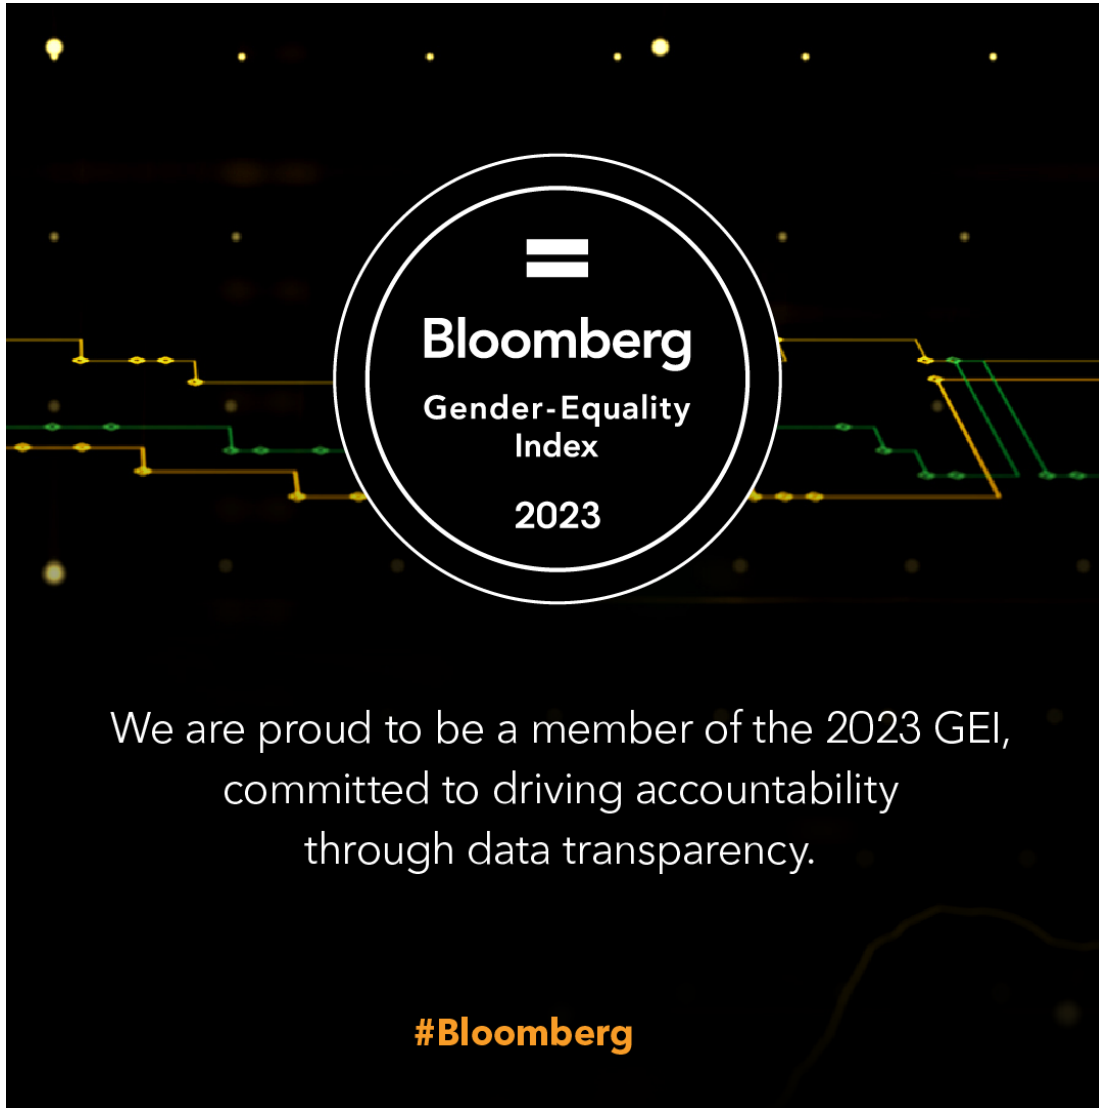 Bloomberg
Gender-Equality
Index
2023
We are proud to be a member of the 2023 GEI,
committed to driving accountability
through data transparency.
#Bloomberg